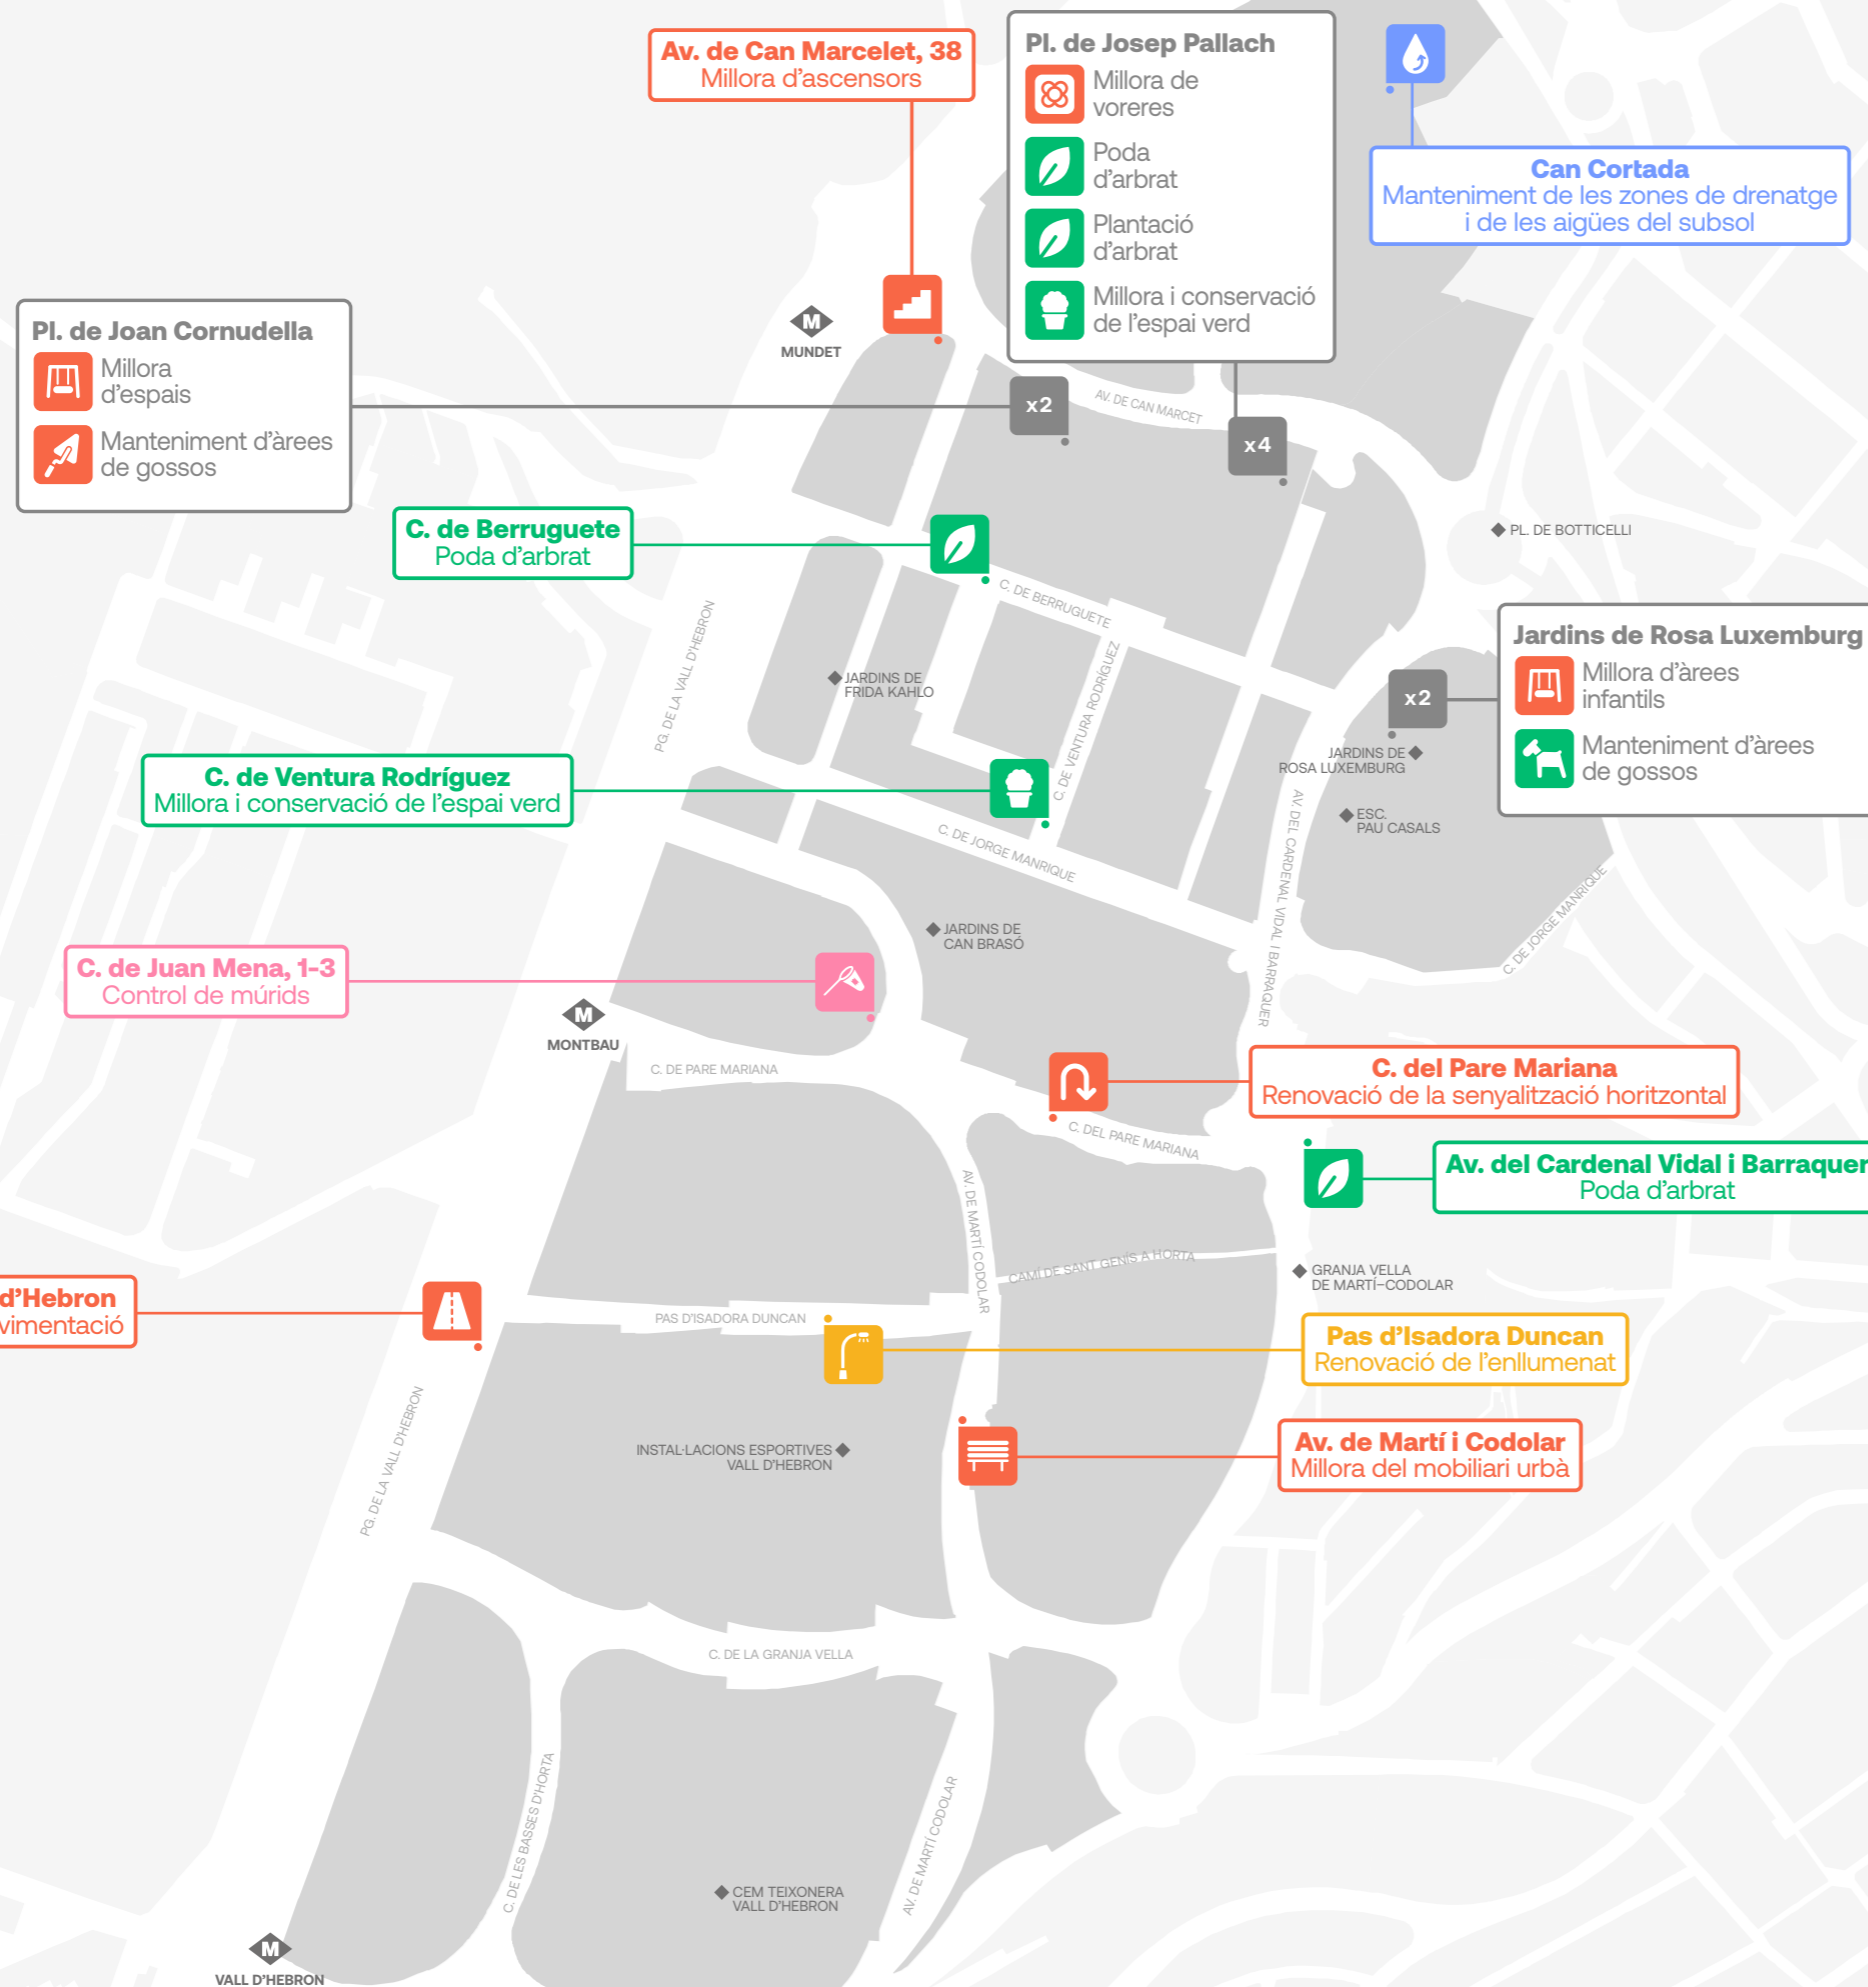 Av. de Can Marcelet, 38
Millora d'ascensors
Pl. de Josep Pallach
Millora de
voreres
Poda
d'arbrat
Plantació
d'arbrat
Millora i conservació
de l'espai verd
Can Cortada
Manteniment de les zones de drenatge
i de les aigües del subsol
Pl. de Joan Cornudella
Millora
d'espais
Manteniment d'àrees
de gossos
M
MUNDET
x2
AV. DE CAN MARCET
x4
C. de Berruguete
Poda d'arbrat
C. DE BERRUGUETE
PL. DE BOTTICELLI
PG. DE LA VALL D'HEBRON
JARDINS DE
FRIDA KAHLO
C. DE VENTURA RODRÍGUEZ
Jardins de Rosa Luxemburg
Millora d'àrees
infantils
Manteniment d'àrees
de gossos
x2
JARDINS DE
ROSA LUXEMBURG
C. de Ventura Rodríguez
Millora i conservació de l'espai verd
AV. DEL CARDENAL VIDAL I BARRAQUER
ESC.
PAU CASALS
C. DE JORGE MANRIQUE
C. DE JORGE MANRIQUE
JARDINS DE
CAN BRASÓ
C. de Juan Mena, 1-3
Control de múrids
M
MONTBAU
C. DE PARE MARIANA
C. del Pare Mariana
Renovació de la senyalització horitzontal
C. DEL PARE MARIANA
Av. del Cardenal Vidal i Barraquer
Poda d'arbrat
AV. DE MARTÍ CODOLAR
CAMÍ DE SANT GENÍS A HORTA
GRANJA VELLA
DE MARTÍ-CODOLAR
d'Hebron
vimentació
PAS D'ISADORA DUNCAN
Pas d'Isadora Duncan
Renovació de l'enllumenat
PG. DE LA VALL D'HEBRON
INSTAL·LACIONS ESPORTIVES
VALL D'HEBRON
Av. de Martí i Codolar
Millora del mobiliari urbà
C. DE LA GRANJA VELLA
C. DE LES BASSES D'HORTA
AV. DE MARTÍ CODOLAR
CEM TEIXONERA
VALL D'HEBRON
M
VALL D'HEBRON